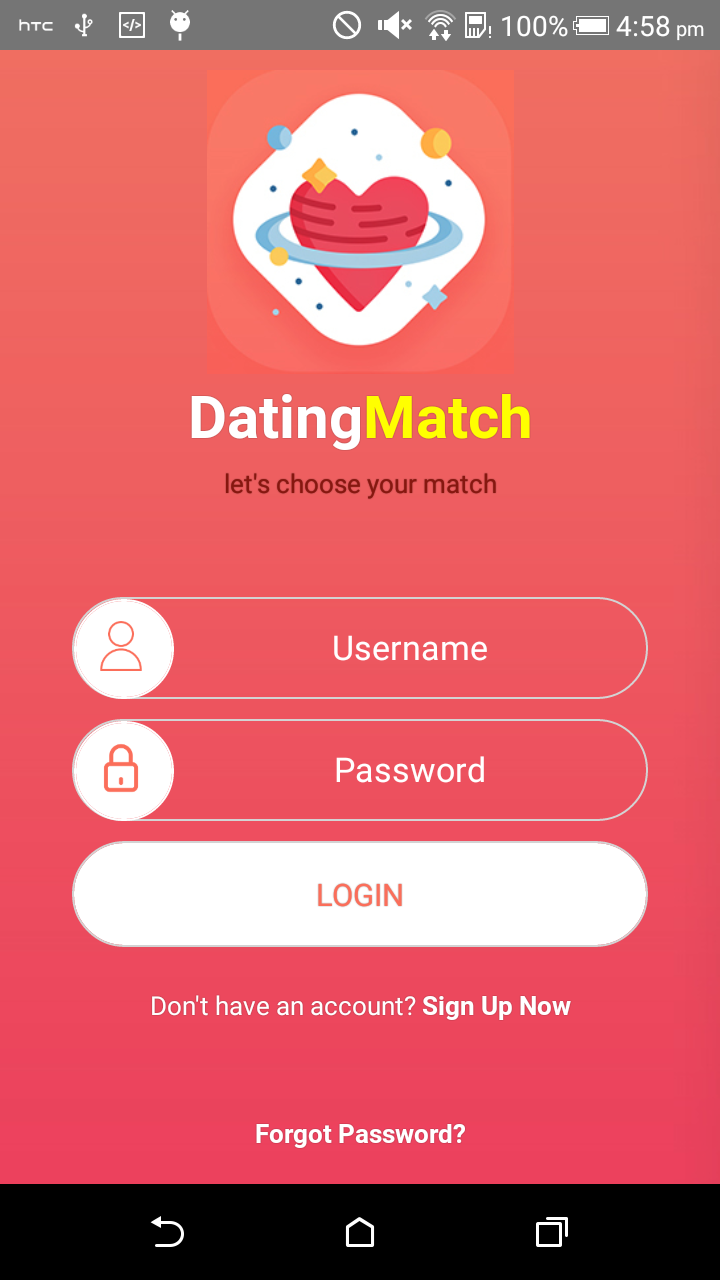 hTC </> 100% 4:58 pm
DatingMatch
let's choose your match
Username
Password
LOGIN
Don't have an account? Sign Up Now
Forgot Password?